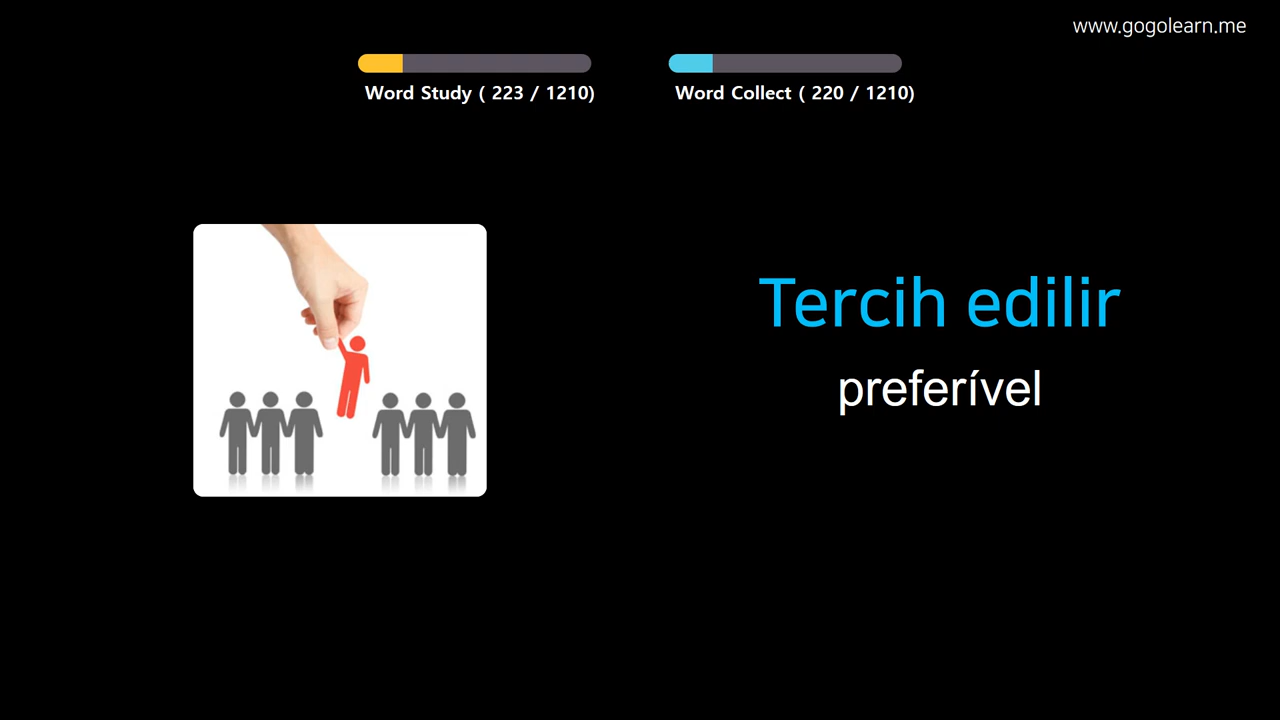 www.gogolearn.me
Word Study ( 223 / 1210)
Word Collect ( 220 / 1210)
Tercih edilir
preferível